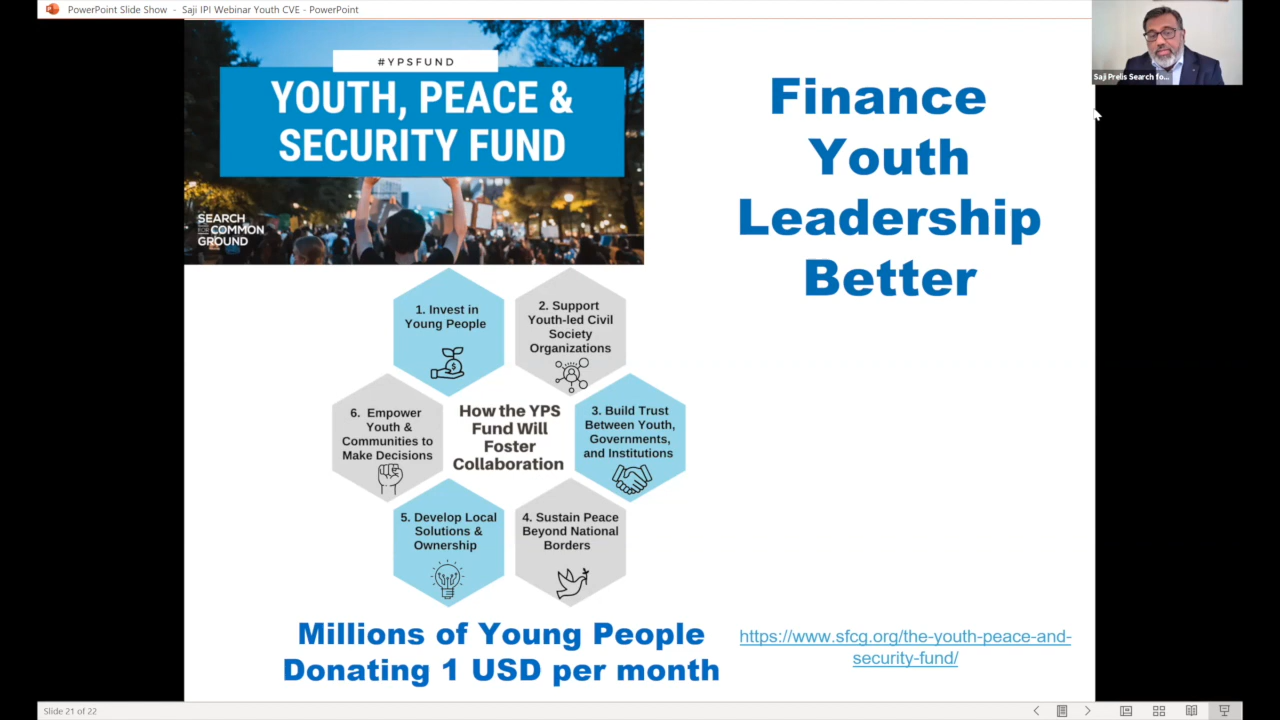 PowerPoint Slide Show - Saji IPI Webinar Youth CVE - PowerPoint
#YPSFUND
YOUTH, PEACE &
SECURITY FUND
SEARCH
COMMON
GROUND
Finance
Youth
Leadership
Better
Saji Prelis Search fo...
1. Invest in
Young People
2. Support
Youth-led Civil
Society
Organizations
3. Build Trust
Between Youth,
Governments,
and Institutions
4. Sustain Peace
Beyond National
Borders
5. Develop Local
Solutions &
Ownership
6. Empower
Youth &
Communities to
Make Decisions
How the YPS
Fund Will
Foster
Collaboration
Millions of Young People
Donating 1 USD per month
https://www.sfcg.org/the-youth-peace-and-
security-fund/
Slide 21 of 22